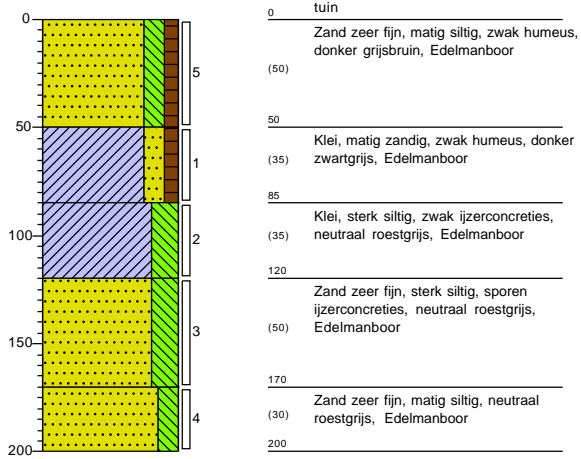 0
50
100
150
200
5
1
2
3
4
tuin
0
Zand zeer fijn, matig siltig, zwak humeus,
donker grijsbruin, Edelmanboor
(50)
50
Klei, matig zandig, zwak humeus, donker
zwartgrijs, Edelmanboor
(35)
85
Klei, sterk siltig, zwak ijzerconcreties,
neutraal roestgrijs, Edelmanboor
(35)
120
Zand zeer fijn, sterk siltig, sporen
ijzerconcreties, neutraal roestgrijs,
Edelmanboor
(50)
170
Zand zeer fijn, matig siltig, neutraal
roestgrijs, Edelmanboor
(30)
200